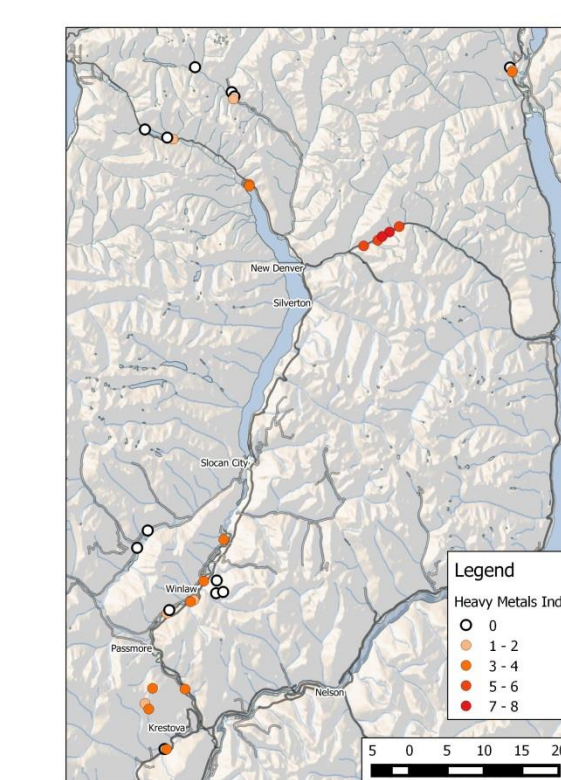 New Denver
Silverton
Slocan City
Winlaw
Passmore
Nelson
Krestova
Legend
Heavy Metals Ind
0
1 - 2
3 - 4
5 - 6
7 - 8
5 0 5 10 15 20